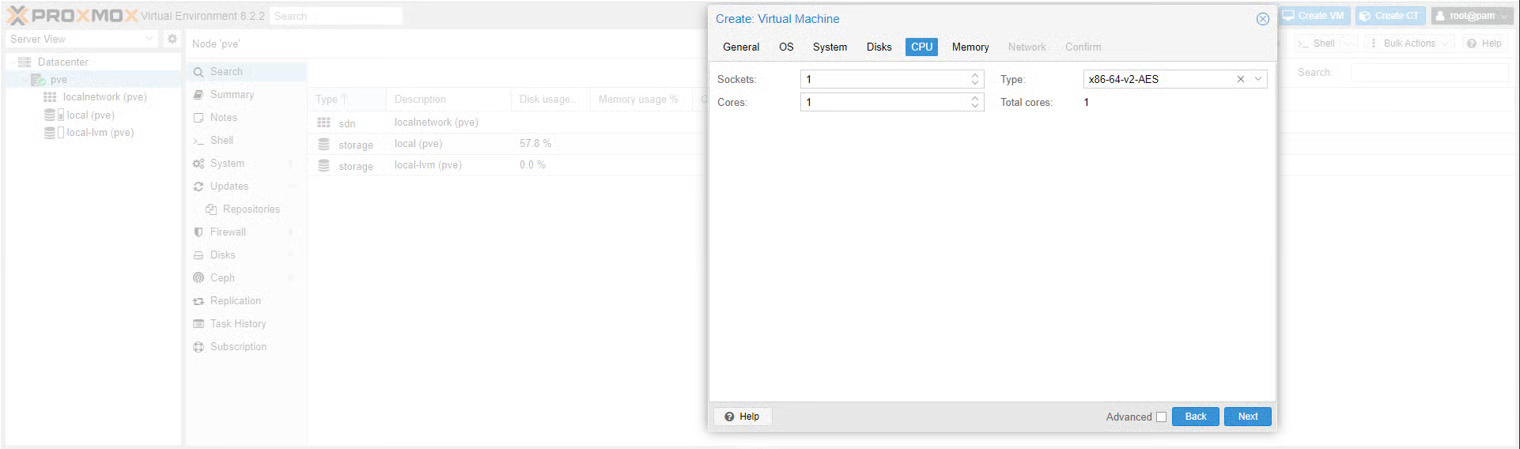 PROXMOX Virtual Environment 8.2.2 Search
Create VM Create CT root@pam
Server View
Datacenter
pve
localnetwork (pve)
local (pve)
local-lvm (pve)
Node 'pve'
Shell Bulk Actions Help
Search:
Search
Summary
Notes
Shell
System
Updates
Repositories
Firewall
Disks
Ceph
Replication
Task History
Subscription
Type Description Disk usage... Memory usage % C
sdn localnetwork (pve)
storage local (pve) 57.8 %
storage local-lvm (pve) 0.0 %
Create: Virtual Machine
General OS System Disks CPU Memory Network Confirm
Sockets: 1 Type: x86-64-v2-AES
Cores: 1 Total cores: 1
Help Advanced Back Next